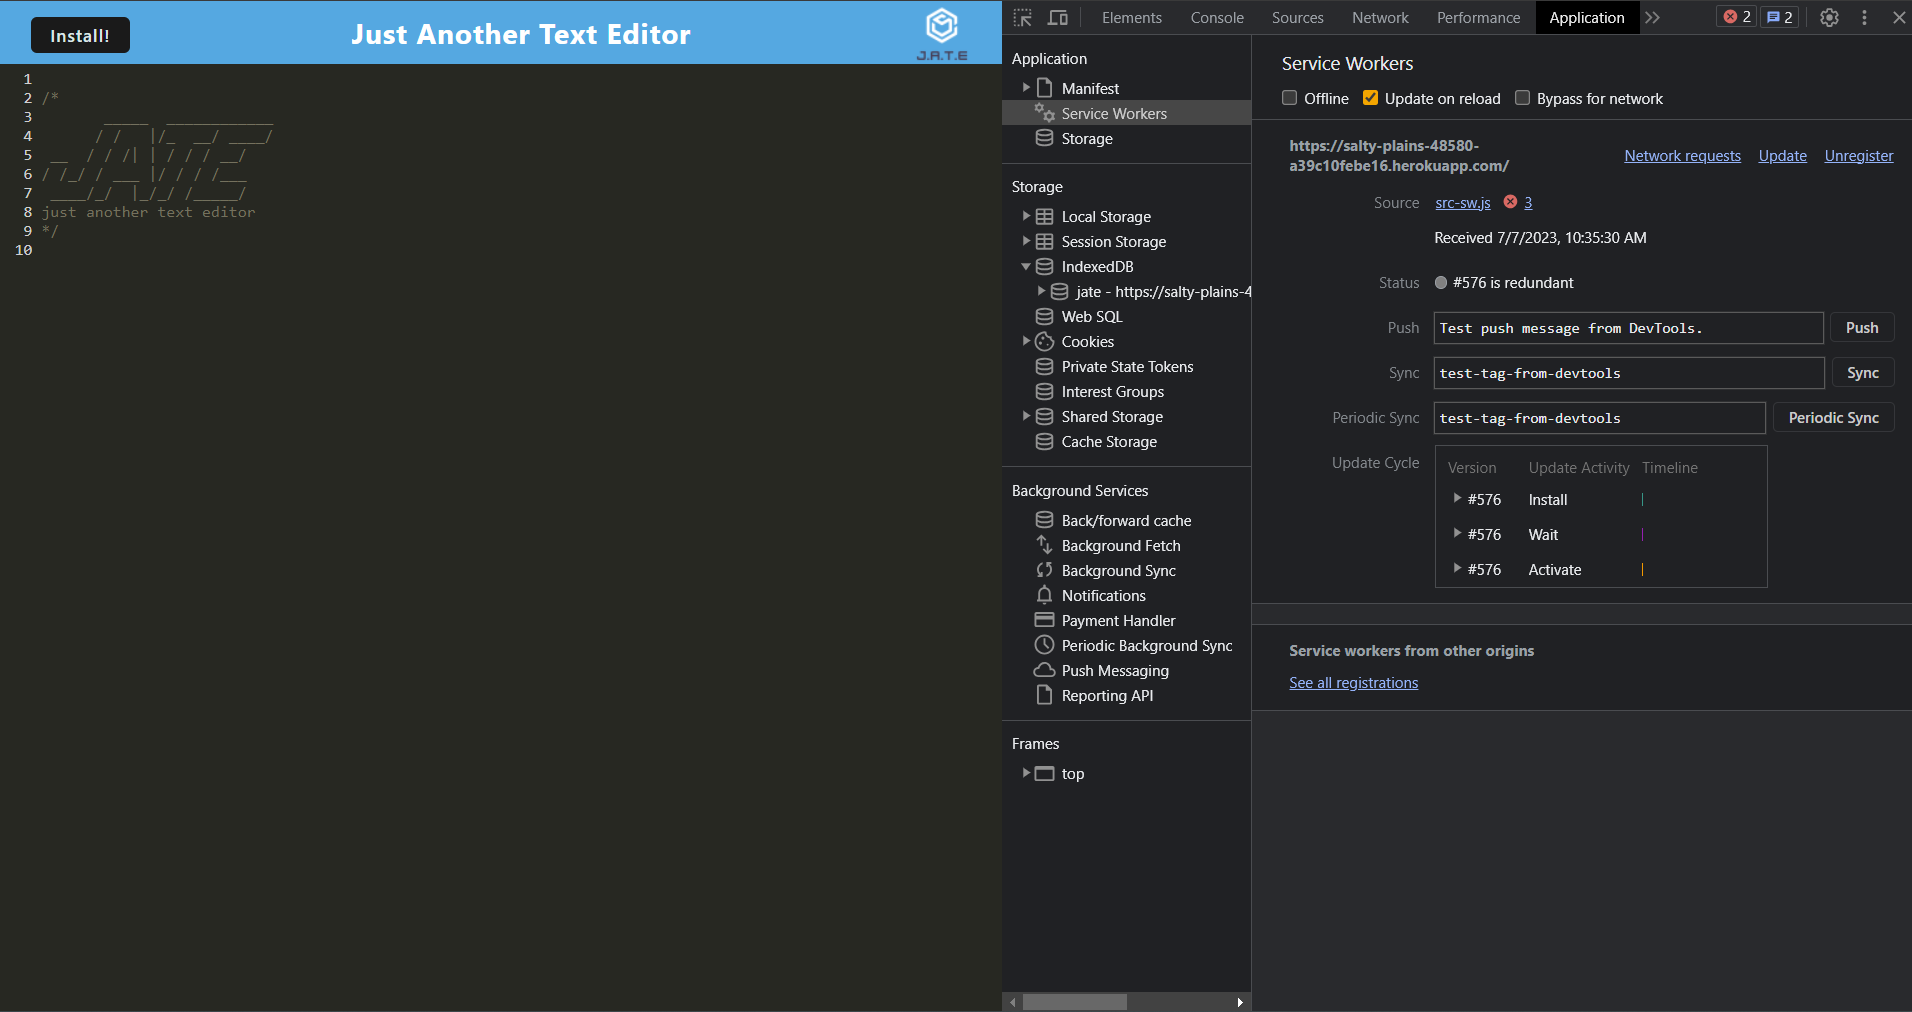 Install!
Just Another Text Editor
J.A.T.E
1
2 /*
3         _____  ____________
4       / /   |/_  __/ ____/
5  __  / / /| | / / / __/
6 / /_/ / ___ |/ / / /___
7  ____/_/  |_/_/ /_____/
8 just another text editor
9 */
10
Elements Console Sources Network Performance Application 2 2
Application
Manifest
Service Workers
Storage
Storage
Local Storage
Session Storage
IndexedDB
jate - https://salty-plains-4
Web SQL
Cookies
Private State Tokens
Interest Groups
Shared Storage
Cache Storage
Background Services
Back/forward cache
Background Fetch
Background Sync
Notifications
Payment Handler
Periodic Background Sync
Push Messaging
Reporting API
Frames
top
Service Workers
Offline Update on reload Bypass for network
https://salty-plains-48580-
a39c10febe16.herokuapp.com/
Network requests Update Unregister
Source src-sw.js 3
Received 7/7/2023, 10:35:30 AM
Status #576 is redundant
Push Test push message from DevTools. Push
Sync test-tag-from-devtools Sync
Periodic Sync test-tag-from-devtools Periodic Sync
Update Cycle Version Update Activity Timeline
#576 Install
#576 Wait
#576 Activate
Service workers from other origins
See all registrations